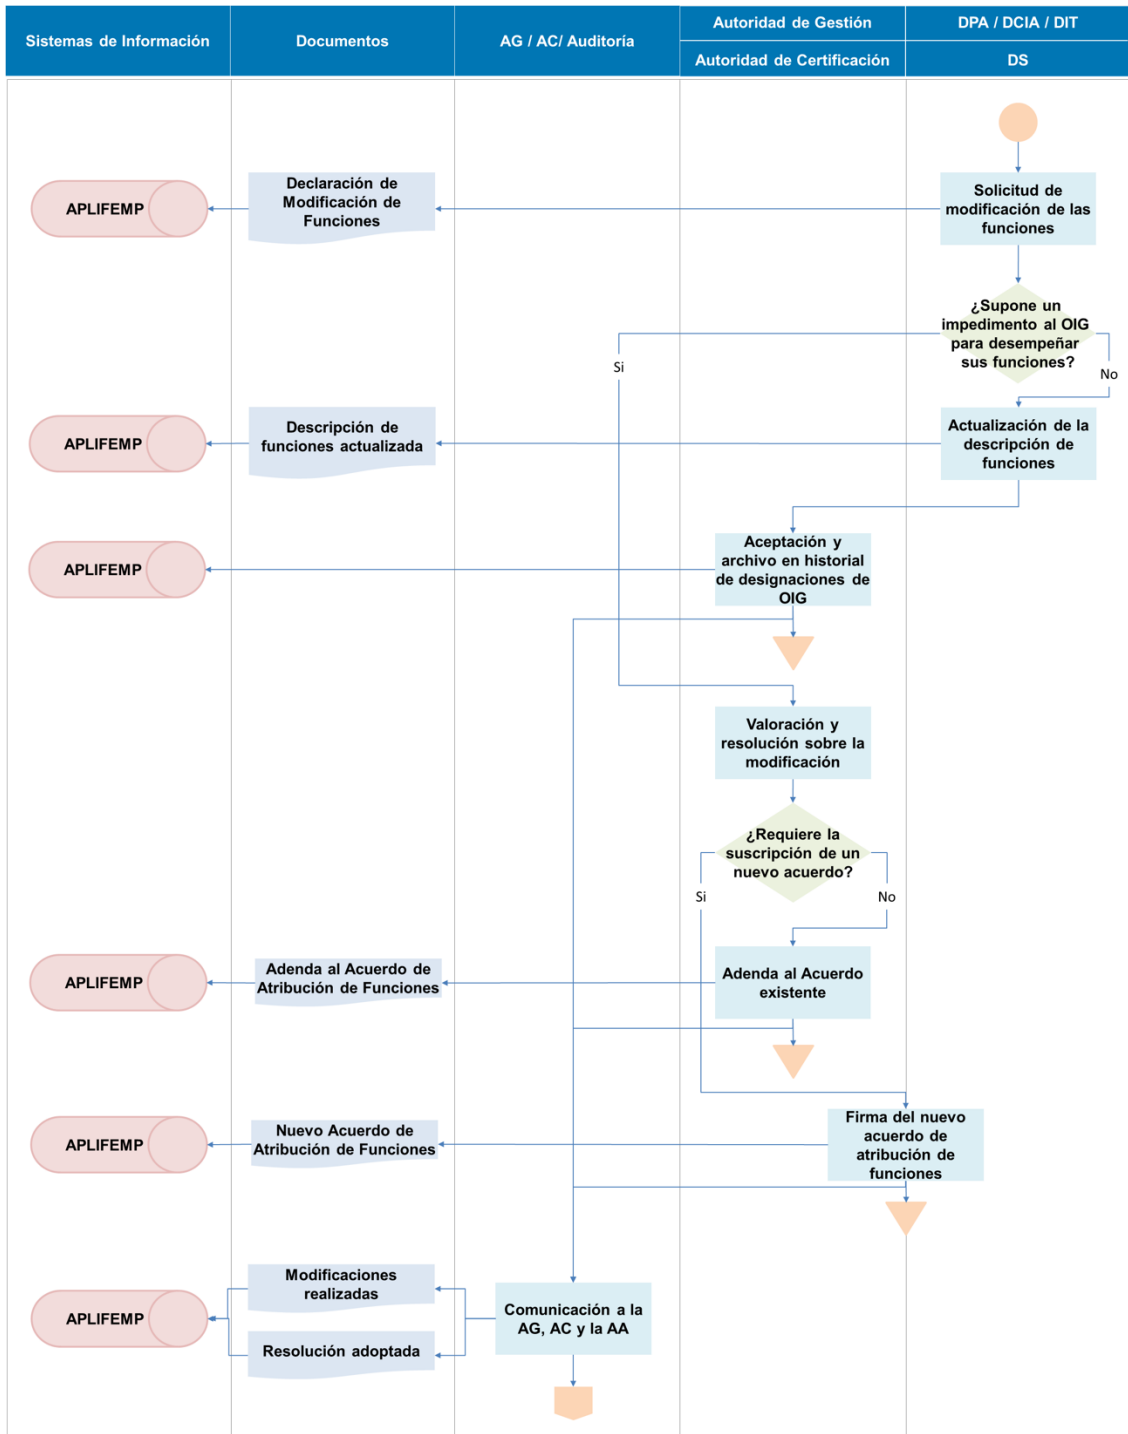 Sistemas de Información
Documentos
AG / AC/ Auditoría
Autoridad de Gestión
DPA / DCIA / DIT
Autoridad de Certificación
DS
APLIFEMP
Declaración de
Modificación de
Funciones
Solicitud de
modificación de las
funciones
¿Supone un
impedimento al OIG
para desempeñar
sus funciones?
Si
No
APLIFEMP
Descripción de
funciones actualizada
Actualización de la
descripción de
funciones
APLIFEMP
Aceptación y
archivo en historial
de designaciones de
OIG
Valoración y
resolución sobre la
modificación
¿Requiere la
suscripción de un
nuevo acuerdo?
Si
No
APLIFEMP
Adenda al Acuerdo de
Atribución de Funciones
Adenda al Acuerdo
existente
APLIFEMP
Nuevo Acuerdo de
Atribución de Funciones
Firma del nuevo
acuerdo de
atribución de
funciones
APLIFEMP
Modificaciones
realizadas
Resolución adoptada
Comunicación a la
AG, AC y la AA